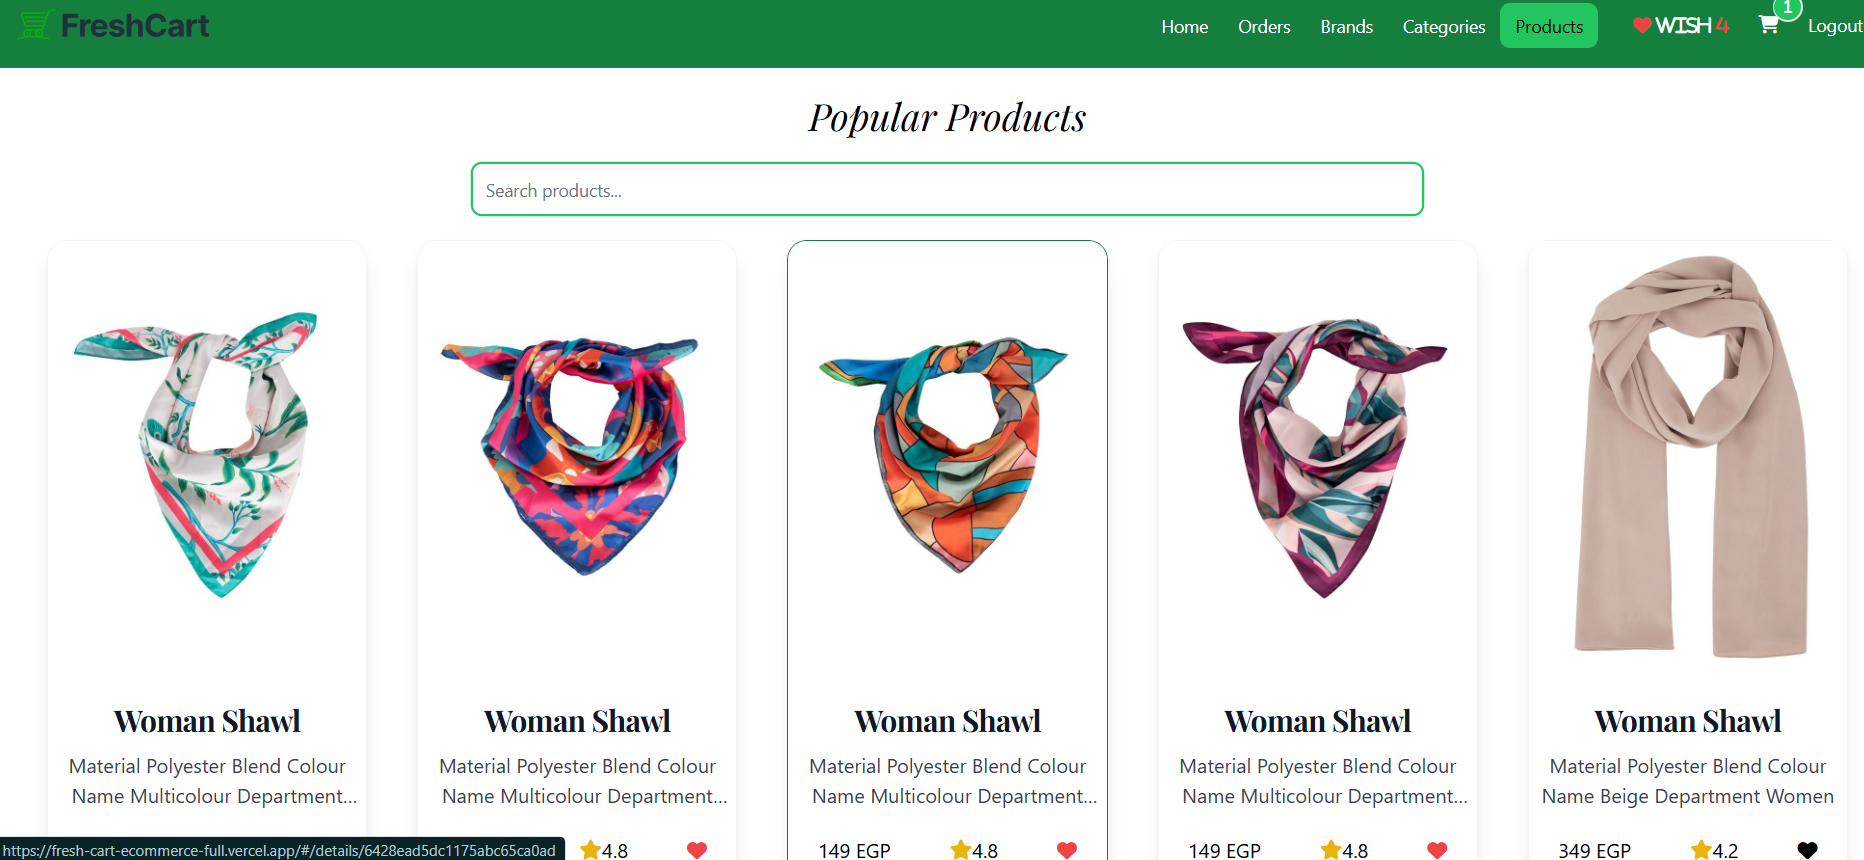 FreshCart
Home Orders Brands Categories Products WISH 4 1 Logout
Popular Products
Search products...
Woman Shawl
Material Polyester Blend Colour
Name Multicolour Department...
Woman Shawl
Material Polyester Blend Colour
Name Multicolour Department...
4.8
Woman Shawl
Material Polyester Blend Colour
Name Multicolour Department...
149 EGP 4.8
Woman Shawl
Material Polyester Blend Colour
Name Multicolour Department...
149 EGP 4.8
Woman Shawl
Material Polyester Blend Colour
Name Beige Department Women
349 EGP 4.2
https://fresh-cart-ecommerce-full.vercel.app/#/details/6428ead5dc1175abc65ca0ad